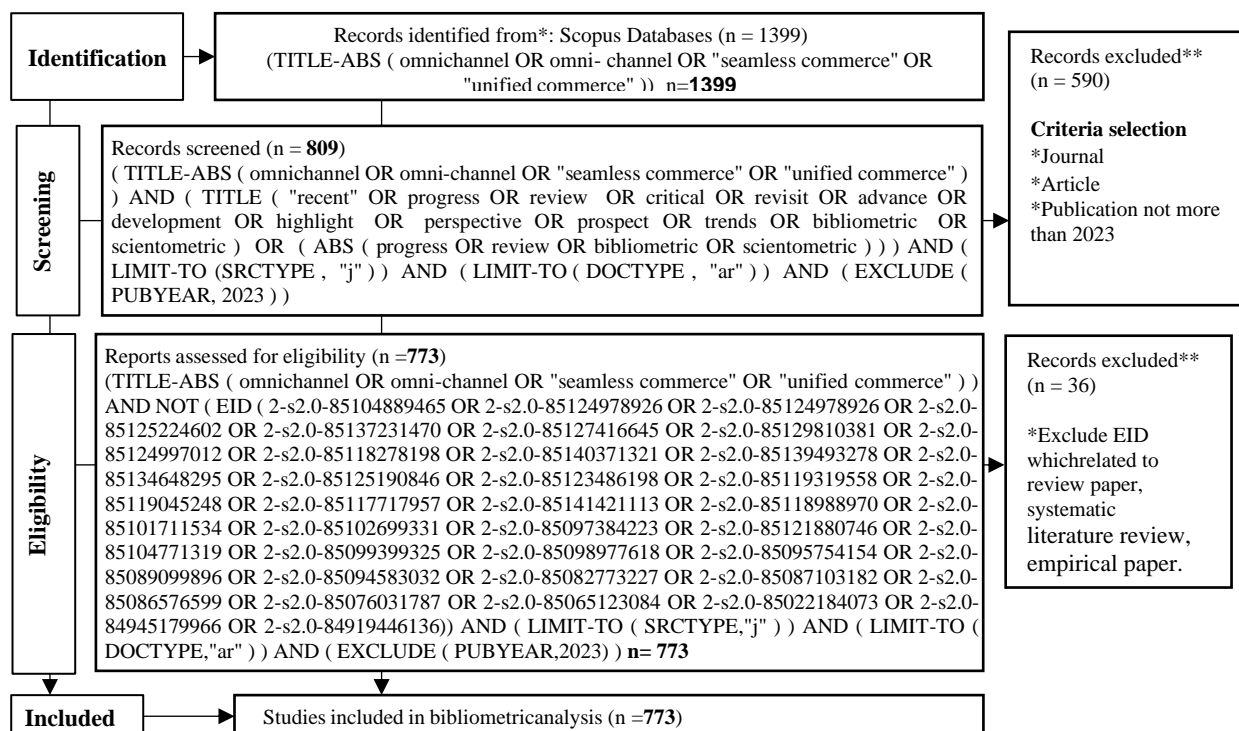 Identification
Records identified from*: Scopus Databases (n = 1399)
(TITLE-ABS ( omnichannel OR omni- channel OR "seamless commerce" OR
"unified commerce" )) n=1399
Records excluded**
(n = 590)
Criteria selection
*Journal
*Article
*Publication not more
than 2023
Screening
Records screened (n = 809)
( TITLE-ABS ( omnichannel OR omni-channel OR "seamless commerce" OR "unified commerce" )
) AND ( TITLE ( "recent" OR progress OR review OR critical OR revisit OR advance OR
development OR highlight OR perspective OR prospect OR trends OR bibliometric OR
scientometric ) OR ( ABS ( progress OR review OR bibliometric OR scientometric ) ) ) AND (
LIMIT-TO (SRCTYPE , "j" ) ) AND ( LIMIT-TO ( DOCTYPE , "ar" ) ) AND ( EXCLUDE (
PUBYEAR, 2023 ) )
Eligibility
Reports assessed for eligibility (n =773)
(TITLE-ABS ( omnichannel OR omni-channel OR "seamless commerce" OR "unified commerce" ) )
AND NOT ( EID ( 2-s2.0-85104889465 OR 2-s2.0-85124978926 OR 2-s2.0-85124978926 OR 2-s2.0-
85125224602 OR 2-s2.0-85137231470 OR 2-s2.0-85127416645 OR 2-s2.0-85129810381 OR 2-s2.0-
85124997012 OR 2-s2.0-85118278198 OR 2-s2.0-85140371321 OR 2-s2.0-85139493278 OR 2-s2.0-
85134648295 OR 2-s2.0-85125190846 OR 2-s2.0-85123486198 OR 2-s2.0-85119319558 OR 2-s2.0-
85119045248 OR 2-s2.0-85117717957 OR 2-s2.0-85141421113 OR 2-s2.0-85118988970 OR 2-s2.0-
85101711534 OR 2-s2.0-85102699331 OR 2-s2.0-85097384223 OR 2-s2.0-85121880746 OR 2-s2.0-
85104771319 OR 2-s2.0-85099399325 OR 2-s2.0-85098977618 OR 2-s2.0-85095754154 OR 2-s2.0-
85089099896 OR 2-s2.0-85094583032 OR 2-s2.0-85082773227 OR 2-s2.0-85087103182 OR 2-s2.0-
85086576599 OR 2-s2.0-85076031787 OR 2-s2.0-85065123084 OR 2-s2.0-85022184073 OR 2-s2.0-
84945179966 OR 2-s2.0-84919446136)) AND ( LIMIT-TO ( SRCTYPE,"j" ) ) AND ( LIMIT-TO (
DOCTYPE,"ar" ) ) AND ( EXCLUDE ( PUBYEAR,2023) ) n= 773
Records excluded**
(n = 36)
*Exclude EID
whichrelated to
review paper,
systematic
literature review,
empirical paper.
Included
Studies included in bibliometricanalysis (n =773)